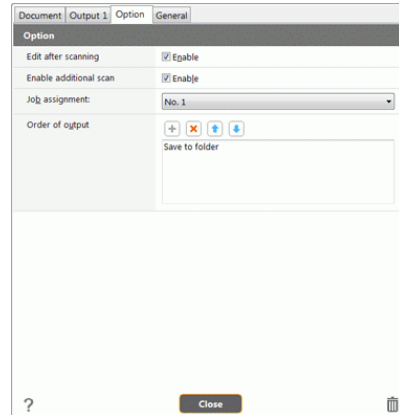 Document Output 1 Option General
Option
Edit after scanning Enable
Enable additional scan Enable
Job assignment: No. 1
Order of output
Save to folder
? Close